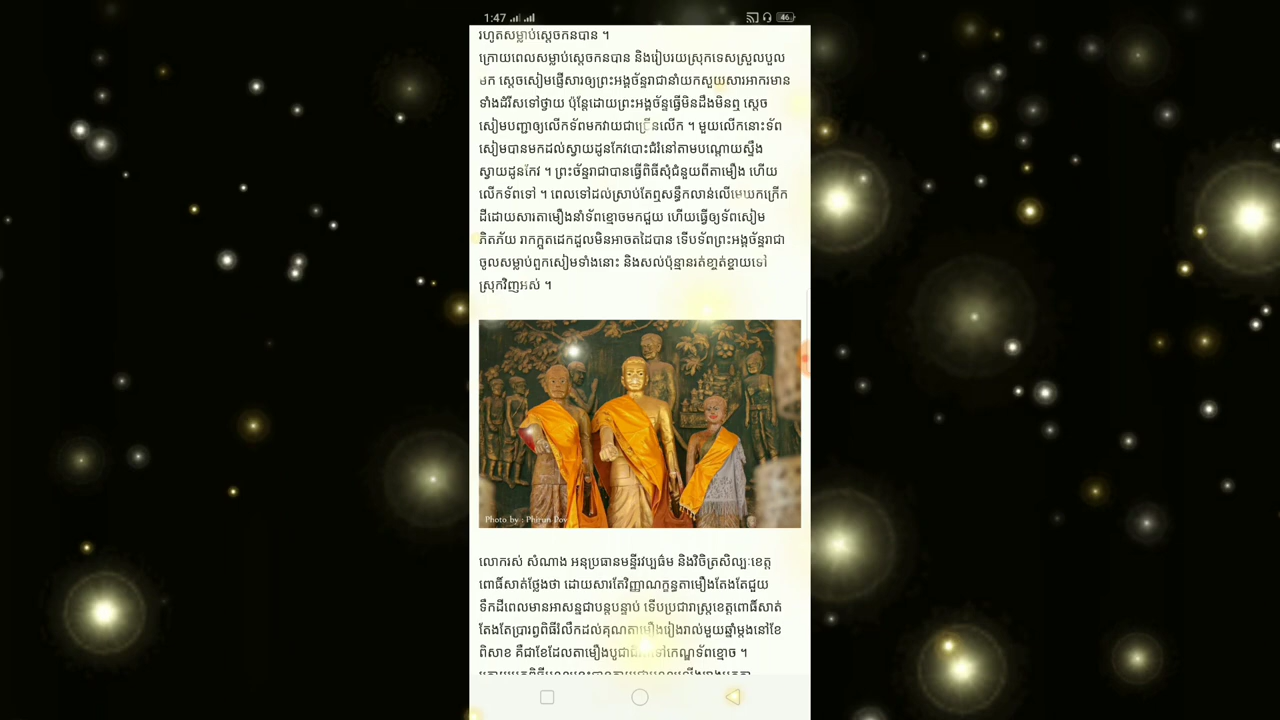 1:47
46
រហូតសម្លាប់ស្ដេចកនបាន ។
ក្រោយពេលសម្លាប់ស្ដេចកនបាន និងរៀបរយស្រុកទេសស្រួលបួល
មក ស្ដេចសៀមផ្ញើសារឲ្យព្រះអង្គច័ន្ទរាជានាំយកសួយសារអាករមាន
ទាំងដំរីសទៅថ្វាយ ប៉ុន្តែដោយព្រះអង្គច័ន្ទធ្វើមិនដឹងមិនឮ ស្ដេច
សៀមបញ្ជាឲ្យលើកទ័ពមកវាយជាច្រើនលើក ។ មួយលើកនោះទ័ព
សៀមបានមកដល់ស្វាយដូនកែវបោះជំរំនៅតាមបណ្ដោយស្ទឹង
ស្វាយដូនកែវ ។ ព្រះច័ន្ទរាជាបានធ្វើពិធីសុំជំនួយពីតាមឿង ហើយ
លើកទ័ពទៅ ។ ពេលទៅដល់ស្រាប់តែឮសន្ធឹកលាន់លើមេឃកក្រើក
ដីដោយសារតាមឿងនាំទ័ពខ្មោចមកជួយ ហើយធ្វើឲ្យទ័ពសៀម
ភិតភ័យ រាកក្អួតដេកដួលមិនអាចតដៃបាន ទើបទ័ពព្រះអង្គច័ន្ទរាជា
ចូលសម្លាប់ពួកសៀមទាំងនោះ និងសល់ប៉ុន្មានរត់ខ្ចាត់ខ្ចាយទៅ
ស្រុកវិញអស់ ។
Photo by : Phirun Poy
លោករស់ សំណាង អនុប្រធានមន្ទីរវប្បធម៌ និងវិចិត្រសិល្បៈខេត្ត
ពោធិ៍សាត់ថ្លែងថា ដោយសារតែវិញ្ញាណក្ខន្ធតាមឿងតែងតែជួយ
ទឹកដីពេលមានអាសន្នជាបន្តបន្ទាប់ ទើបប្រជារាស្ត្រខេត្តពោធិ៍សាត់
តែងតែប្រារព្ធពិធីរំលឹកដល់គុណតាមឿងរៀងរាល់មួយឆ្នាំម្ដងនៅខែ
ពិសាខ គឺជាខែដែលតាមឿងបូជាជីវិតទៅកេណ្ឌទ័ពខ្មោច ។